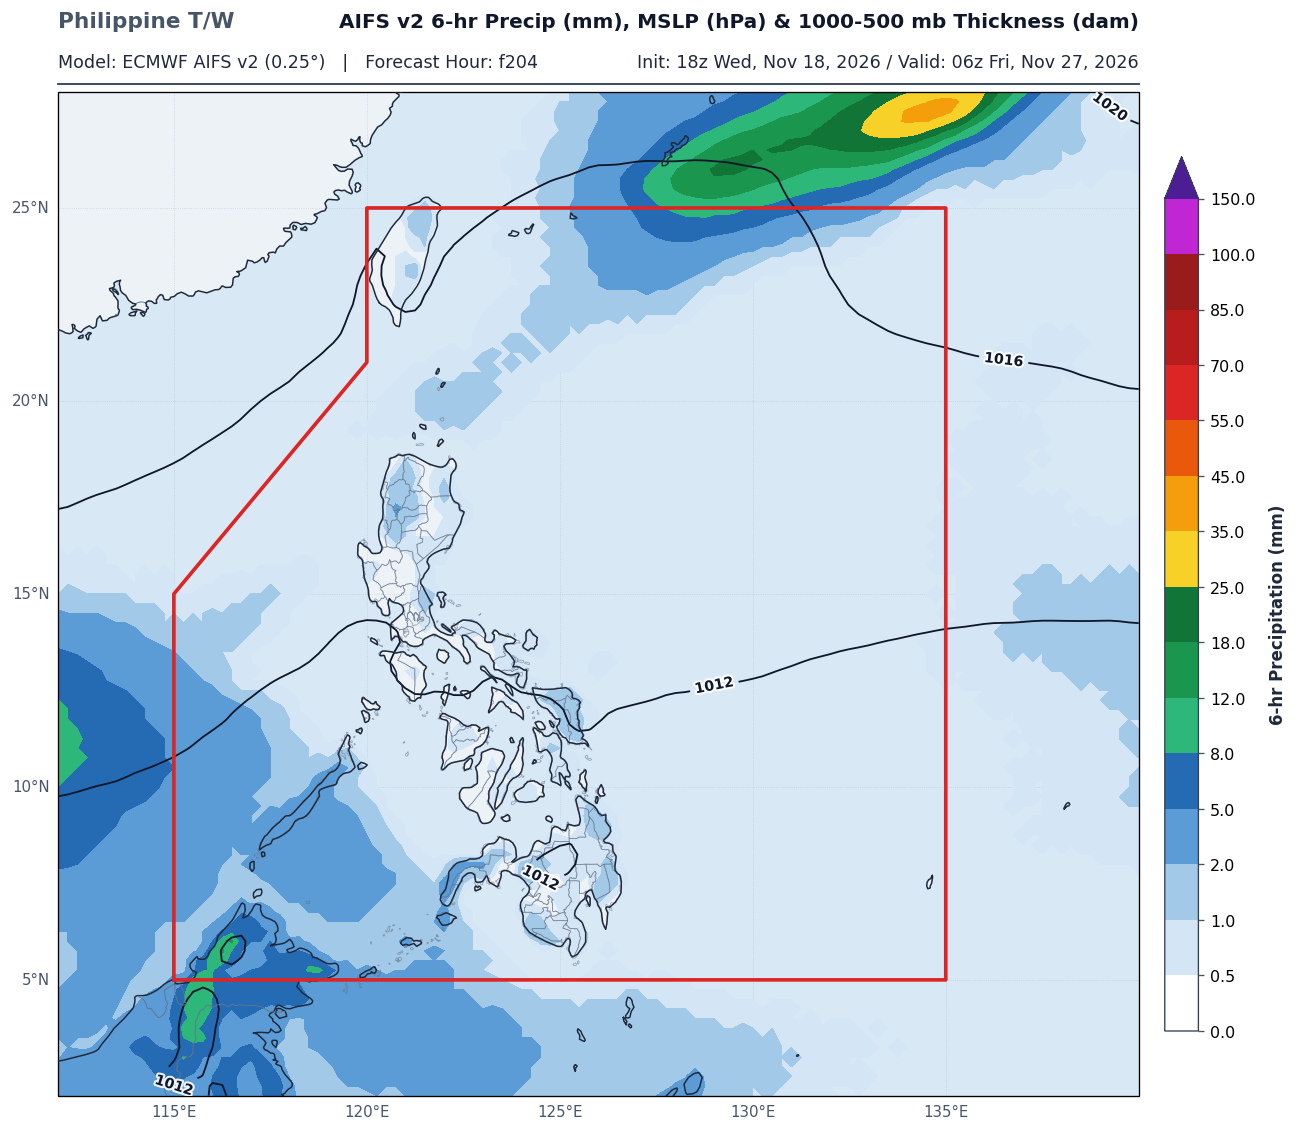 Philippine T/W
AIFS v2 6-hr Precip (mm), MSLP (hPa) & 1000-500 mb Thickness (dam)
Model: ECMWF AIFS v2 (0.25°) | Forecast Hour: f204
Init: 18z Wed, Nov 18, 2026 / Valid: 06z Fri, Nov 27, 2026
1020
1016
1012
1012
1012
25°N
20°N
15°N
10°N
5°N
115°E
120°E
125°E
130°E
135°E
150.0
100.0
85.0
70.0
55.0
45.0
35.0
25.0
18.0
12.0
8.0
5.0
2.0
1.0
0.5
0.0
6-hr Precipitation (mm)